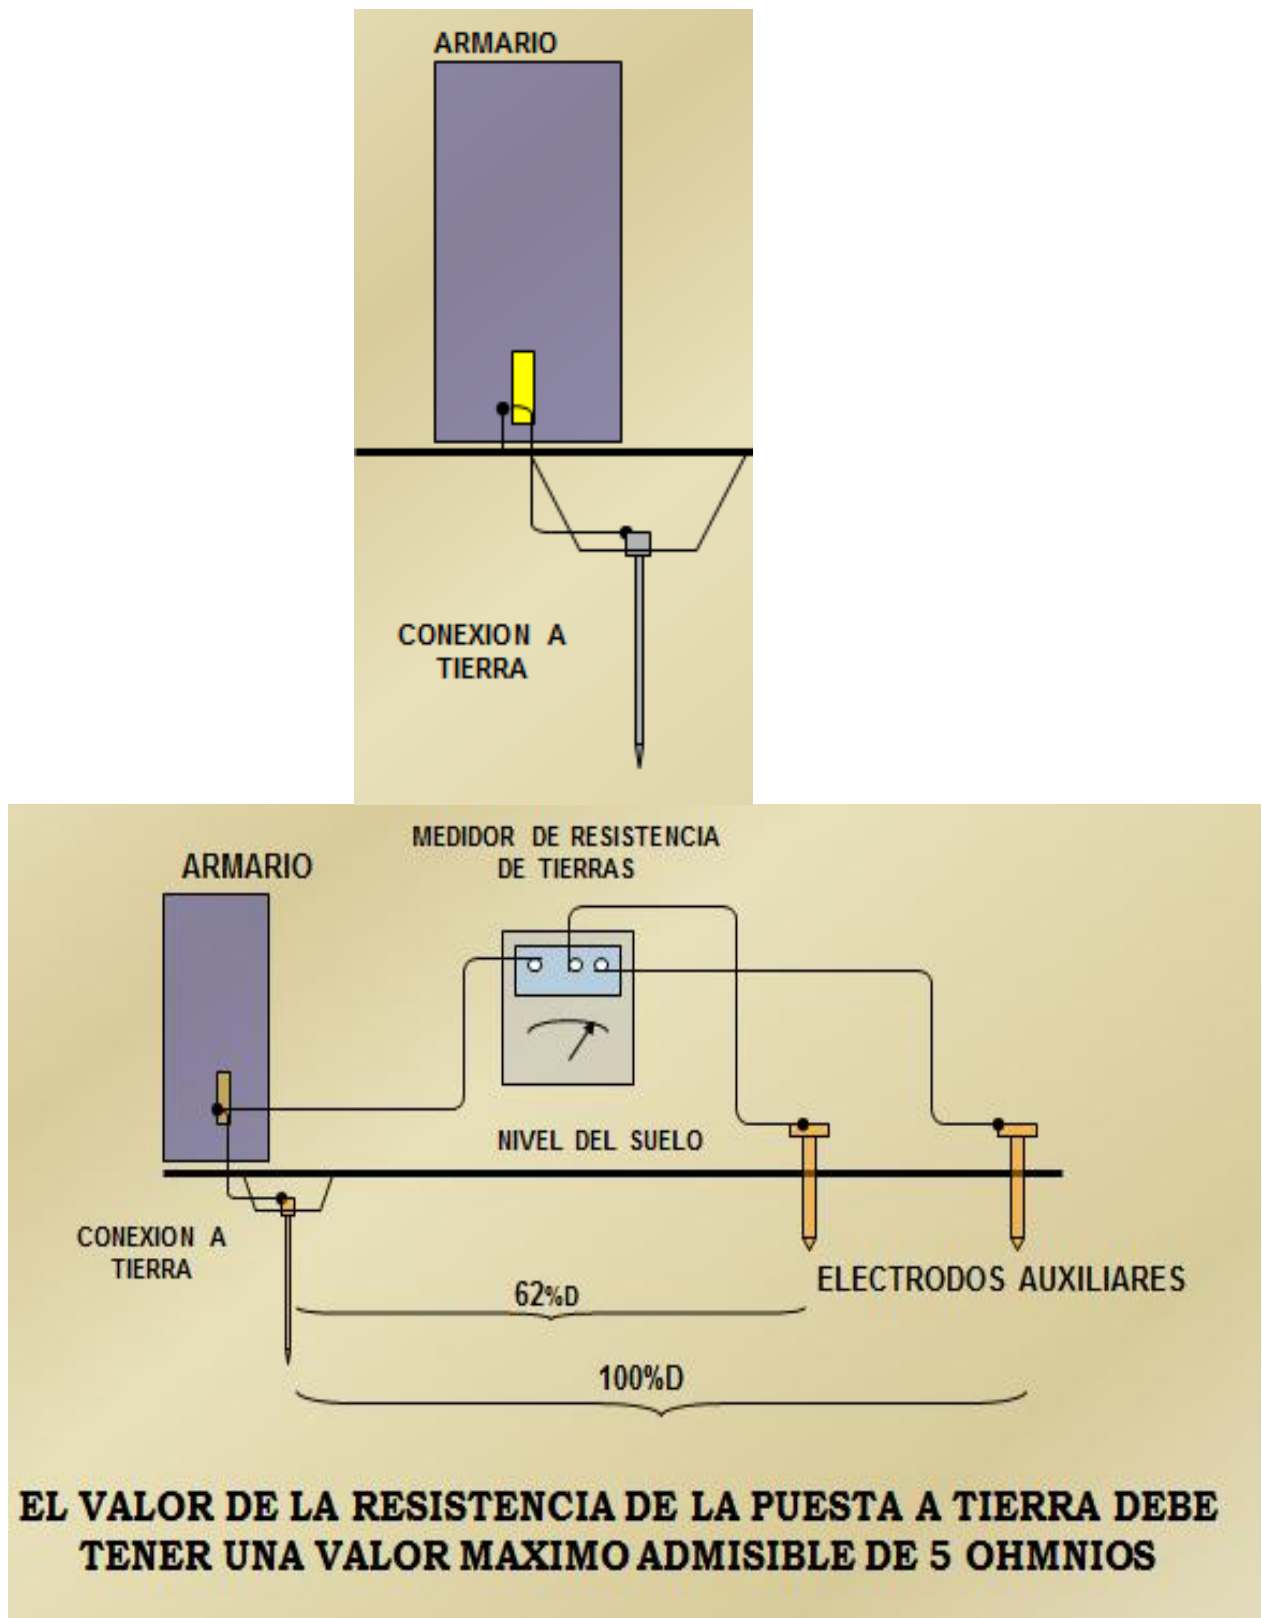 ARMARIO
CONEXION A
TIERRA
MEDIDOR DE RESISTENCIA
DE TIERRAS
ARMARIO
NIVEL DEL SUELO
CONEXION A
TIERRA
ELECTRODOS AUXILIARES
62%D
100%D
EL VALOR DE LA RESISTENCIA DE LA PUESTA A TIERRA DEBE
TENER UNA VALOR MAXIMO ADMISIBLE DE 5 OHMNIOS